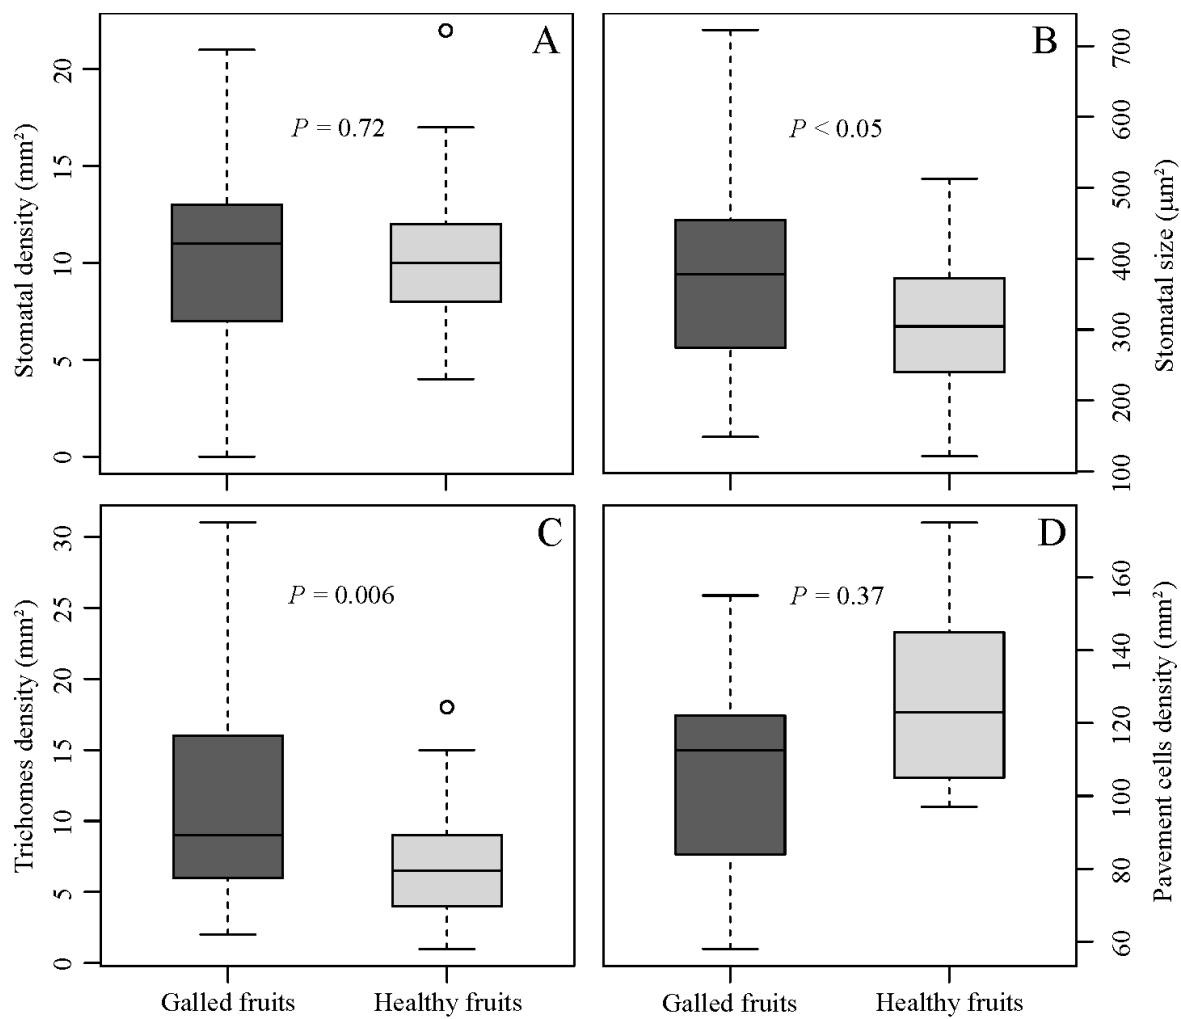 A
Stomatal density (mm²)
20
15
10
5
0
P = 0.72
B
Stomatal size (µm²)
700
600
500
400
300
200
100
P < 0.05
C
Trichomes density (mm²)
30
25
20
15
10
5
0
P = 0.006
D
Pavement cells density (mm²)
160
140
120
100
80
60
P = 0.37
Galled fruits Healthy fruits
Galled fruits Healthy fruits